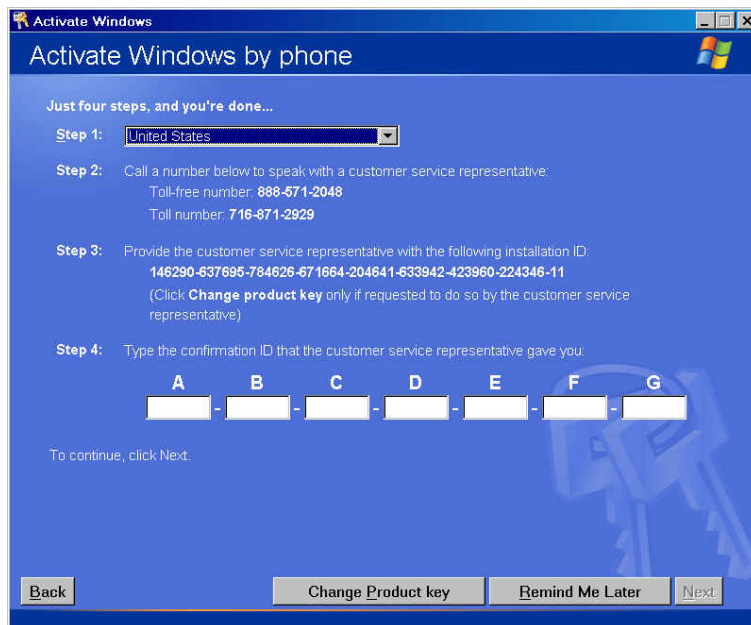 Activate Windows
Activate Windows by phone
Just four steps, and you're done...
Step 1: United States
Step 2: Call a number below to speak with a customer service representative:
Toll-free number: 888-571-2048
Toll number: 716-871-2929
Step 3: Provide the customer service representative with the following installation ID:
146290-637695-784626-671664-204641-633942-423960-224346-11
(Click Change product key only if requested to do so by the customer service
representative)
Step 4: Type the confirmation ID that the customer service representative gave you:
A B C D E F G
- - - - - -
To continue, click Next.
Back Change Product key Remind Me Later Next